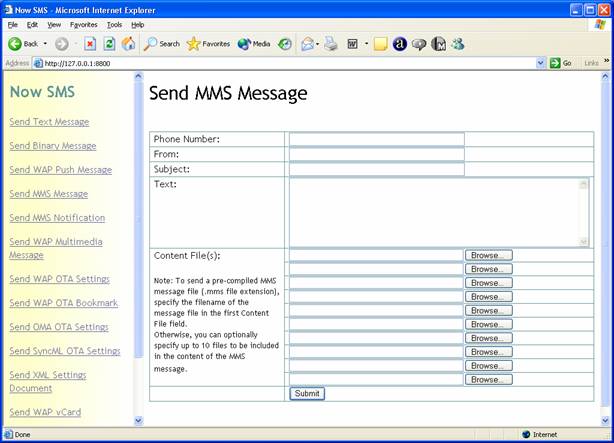 Now SMS - Microsoft Internet Explorer
File Edit View Favorites Tools Help
Back Search Favorites Media
Address http://127.0.0.1:8800 Go Links »
Now SMS
Send Text Message
Send Binary Message
Send WAP Push Message
Send MMS Message
Send MMS Notification
Send WAP Multimedia
Message
Send WAP OTA Settings
Send WAP OTA Bookmark
Send OMA OTA Settings
Send SyncML OTA Settings
Send XML Settings
Document
Send WAP vCard
Send MMS Message
Phone Number:
From:
Subject:
Text:
Content File(s):
Note: To send a pre-compiled MMS
message file (.mms file extension),
specify the filename of the
message file in the first Content
File field.
Otherwise, you can optionally
specify up to 10 files to be included
in the content of the MMS
message.
Browse...
Browse...
Browse...
Browse...
Browse...
Browse...
Browse...
Browse...
Browse...
Browse...
Submit
Done Internet